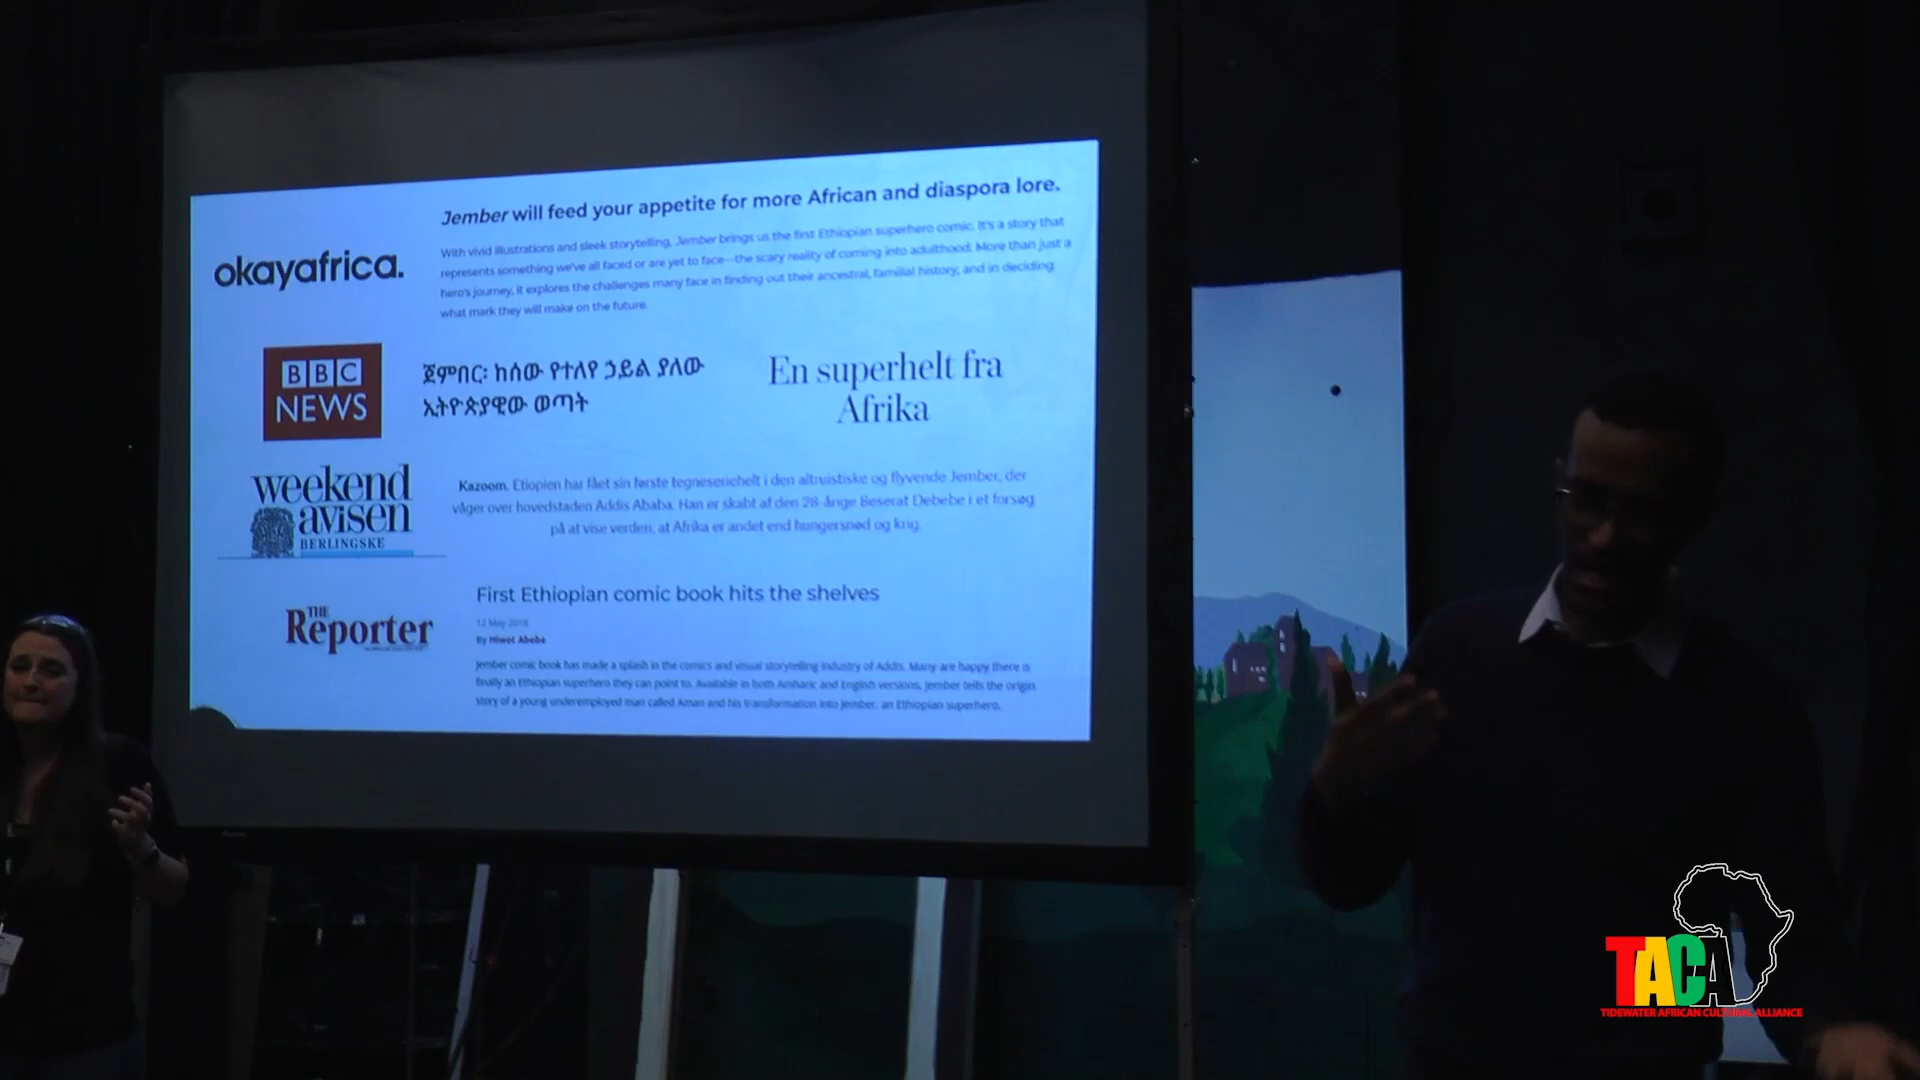 Jember will feed your appetite for more African and diaspora lore.
okayafrica.
With vivid illustrations and sleek storytelling, Jember brings us the first Ethiopian superhero comic. It's a story that
represents something we've all faced or are yet to face—the scary reality of coming into adulthood. More than just a
hero's journey, it explores the challenges many face in finding out their ancestral, familial history, and in deciding
what mark they will make on the future.
BBC
NEWS
ጀምበር፡ ከሰው የተለየ ኃይል ያለው
ኢትዮጵያዊው ወጣት
En superhelt fra
Afrika
weekend
avisen
BERLINGSKE
Kazoom. Etiopien har fået sin første tegneseriehelt i den altruistiske og flyvende Jember, der
våger over hovedstaden Addis Ababa. Han er skabt af den 28-årige Beserat Debebe i et forsøg
på at vise verden, at Afrika er andet end hungersnød og krig.
THE
Reporter
First Ethiopian comic book hits the shelves
12 May 2018
By Hiwot Abebe
Jember comic book has made a splash in the comics and visual storytelling industry of Addis. Many are happy there is
finally an Ethiopian superhero they can point to. Available in both Amharic and English versions, Jember tells the origin
story of a young underemployed man called Aman and his transformation into Jember, an Ethiopian superhero.
TACA
TIDEWATER AFRICAN CULTURAL ALLIANCE